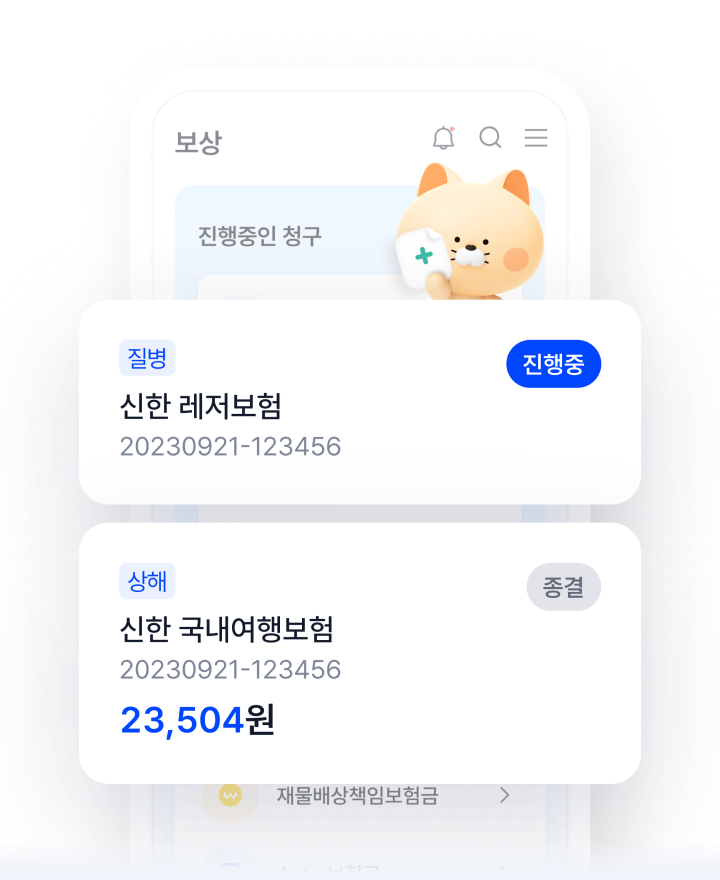 보상
진행중인 청구
질병
진행중
신한 레저보험
20230921-123456
상해
종결
신한 국내여행보험
20230921-123456
23,504원
재물배상책임보험금